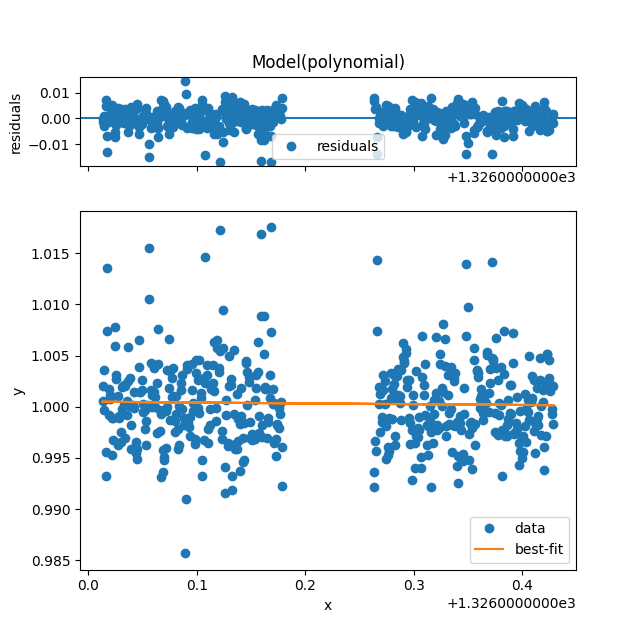 Model(polynomial)
residuals
0.01
0.00
−0.01
residuals
+1.3260000000e3
y
1.015
1.010
1.005
1.000
0.995
0.990
0.985
data
best-fit
0.0 0.1 0.2 0.3 0.4
x
+1.3260000000e3